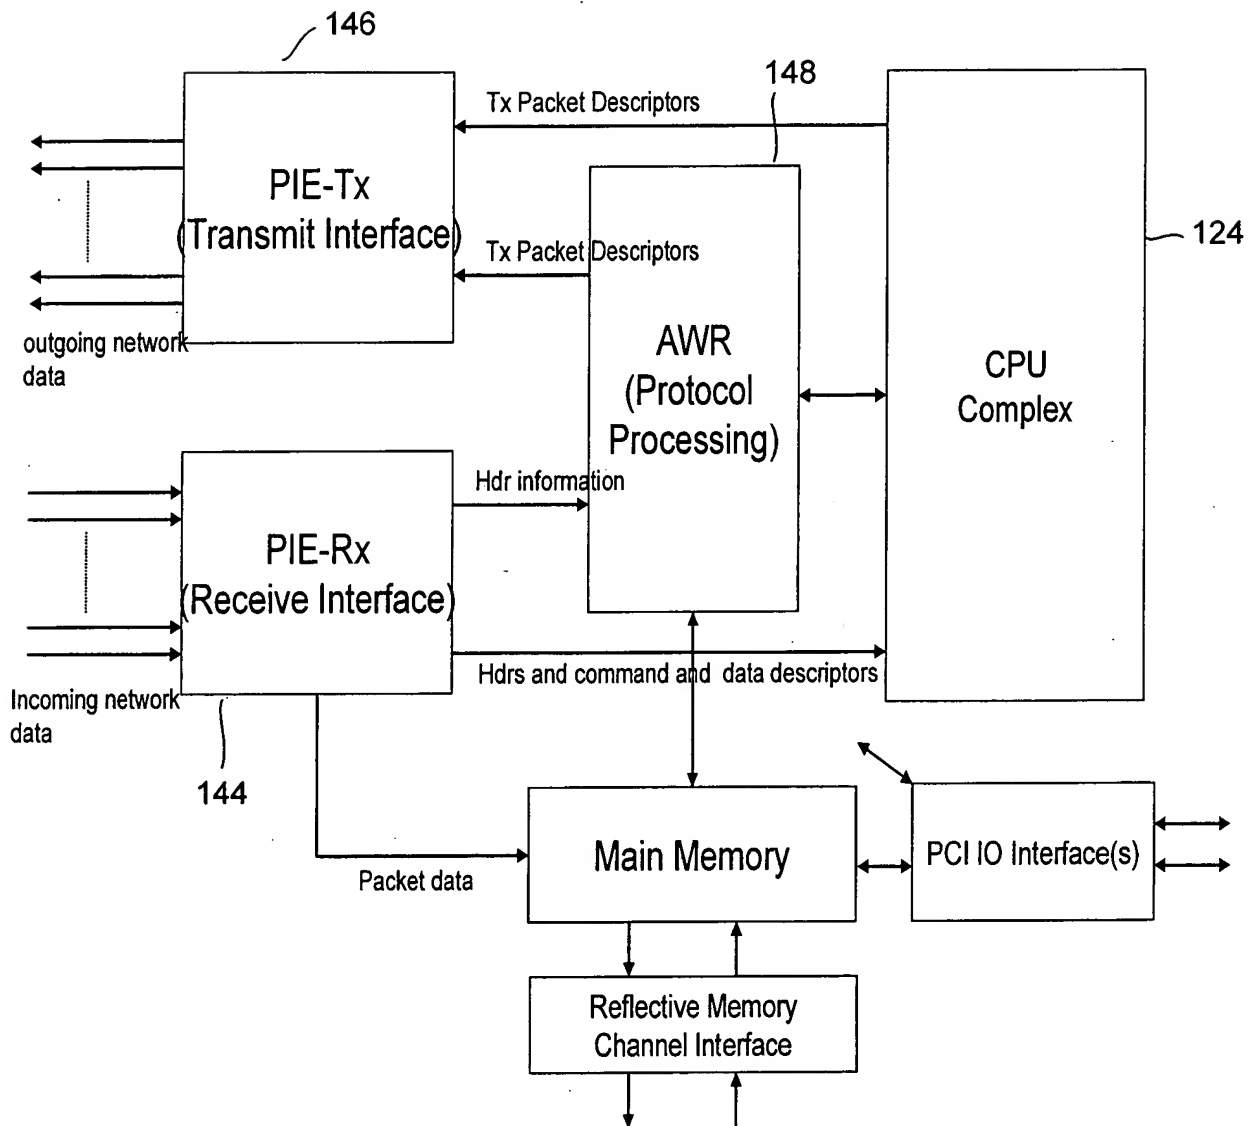 146
148
Tx Packet Descriptors
PIE-Tx
(Transmit Interface)
124
Tx Packet Descriptors
outgoing network
data
AWR
(Protocol
Processing)
CPU
Complex
Hdr information
PIE-Rx
(Receive Interface)
Hdrs and command and data descriptors
Incoming network
data
144
Main Memory
PCI IO Interface(s)
Packet data
Reflective Memory
Channel Interface